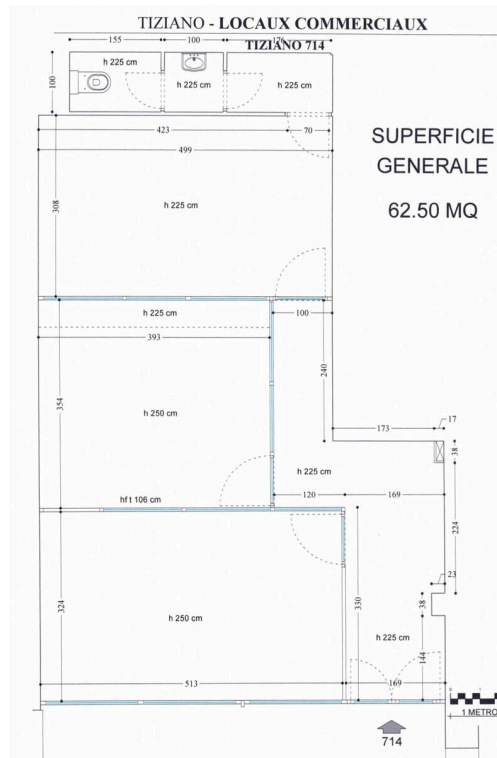 TIZIANO - LOCAUX COMMERCIAUX
TIZIANO 714
155
100
176
h 225 cm
h 225 cm
h 225 cm
100
423
70
499
SUPERFICIE
GENERALE
62.50 MQ
308
h 225 cm
h 225 cm
100
393
240
354
h 250 cm
173
17
38
h 225 cm
hf t 106 cm
120
169
224
23
324
330
38
h 250 cm
h 225 cm
144
513
169
1 METRO
714